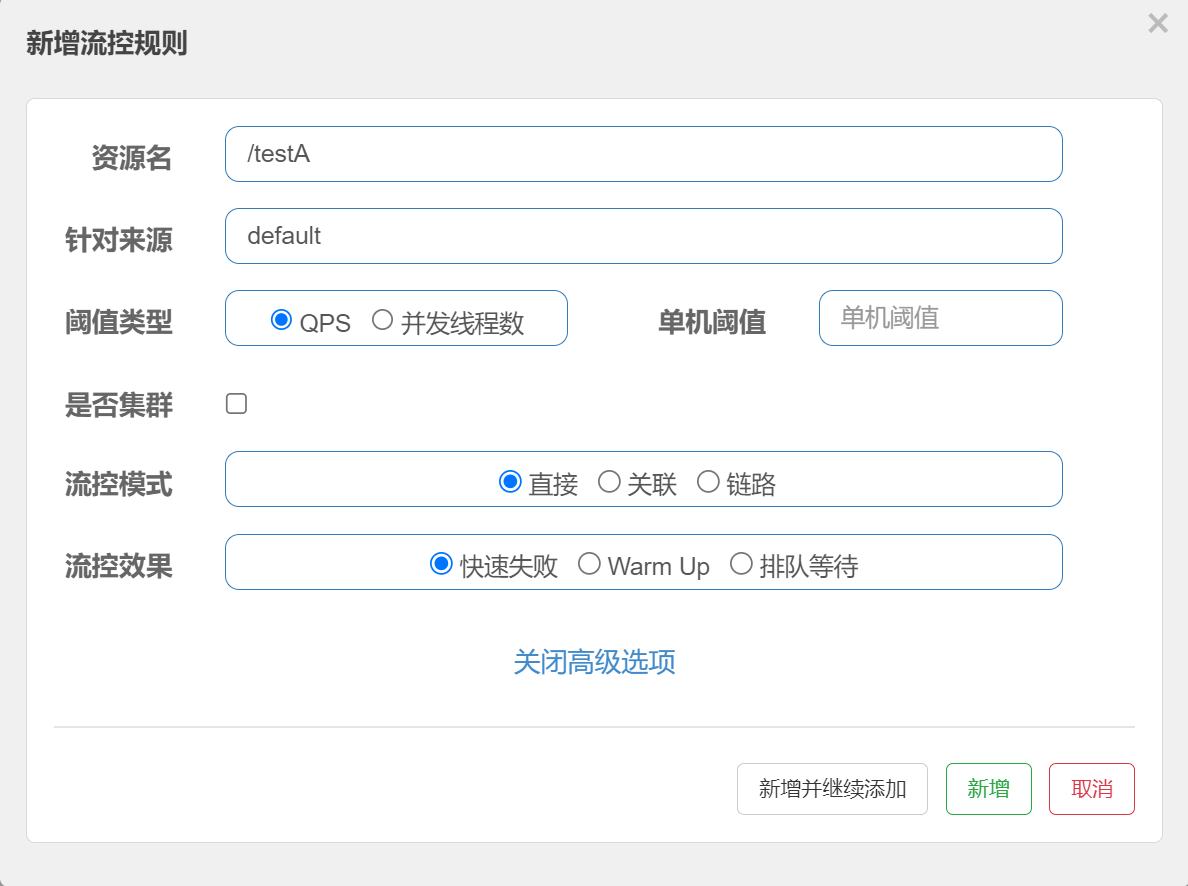 新增流控规则
×
资源名 /testA
针对来源 default
阈值类型 QPS 并发线程数 单机阈值 单机阈值
是否集群
流控模式 直接 关联 链路
流控效果 快速失败 Warm Up 排队等待
关闭高级选项
新增并继续添加 新增 取消